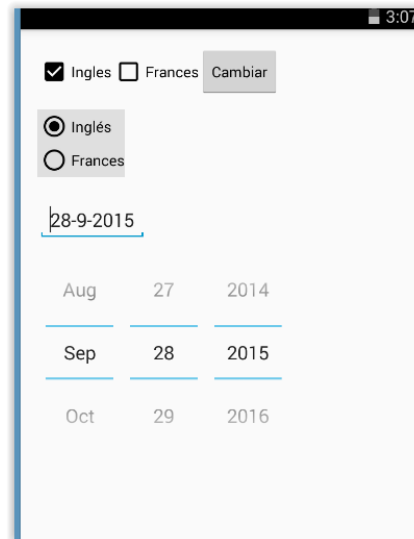 3:07
Ingles Frances Cambiar
Inglés
Frances
28-9-2015
Aug 27 2014
Sep 28 2015
Oct 29 2016